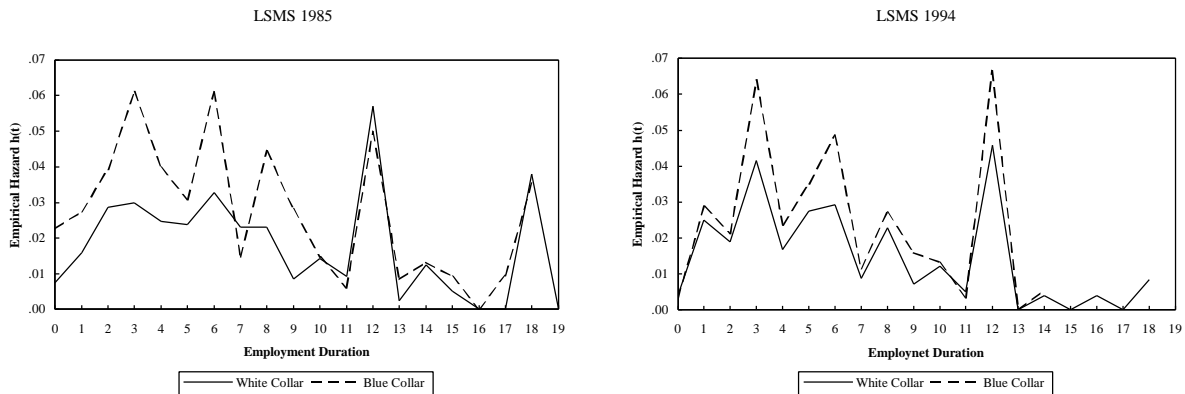 LSMS 1985
.07
.06
.05
.04
.03
.02
.01
.00
Empirical Hazard h(t)
0 1 2 3 4 5 6 7 8 9 10 11 12 13 14 15 16 17 18 19
Employment Duration
White Collar Blue Collar
LSMS 1994
.07
.06
.05
.04
.03
.02
.01
.00
Empirical Hazard h(t)
0 1 2 3 4 5 6 7 8 9 10 11 12 13 14 15 16 17 18 19
Employnet Duration
White Collar Blue Collar